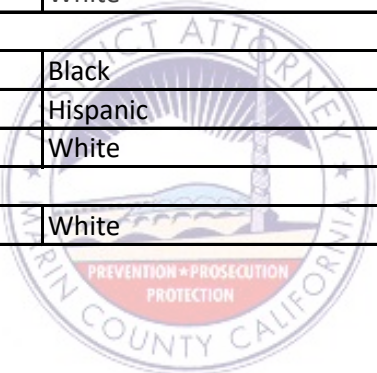 White
DISTRICT ATTORNEY
Black
Hispanic
White
White
PREVENTION★PROSECUTION
PROTECTION
MARIN COUNTY CALIFORNIA